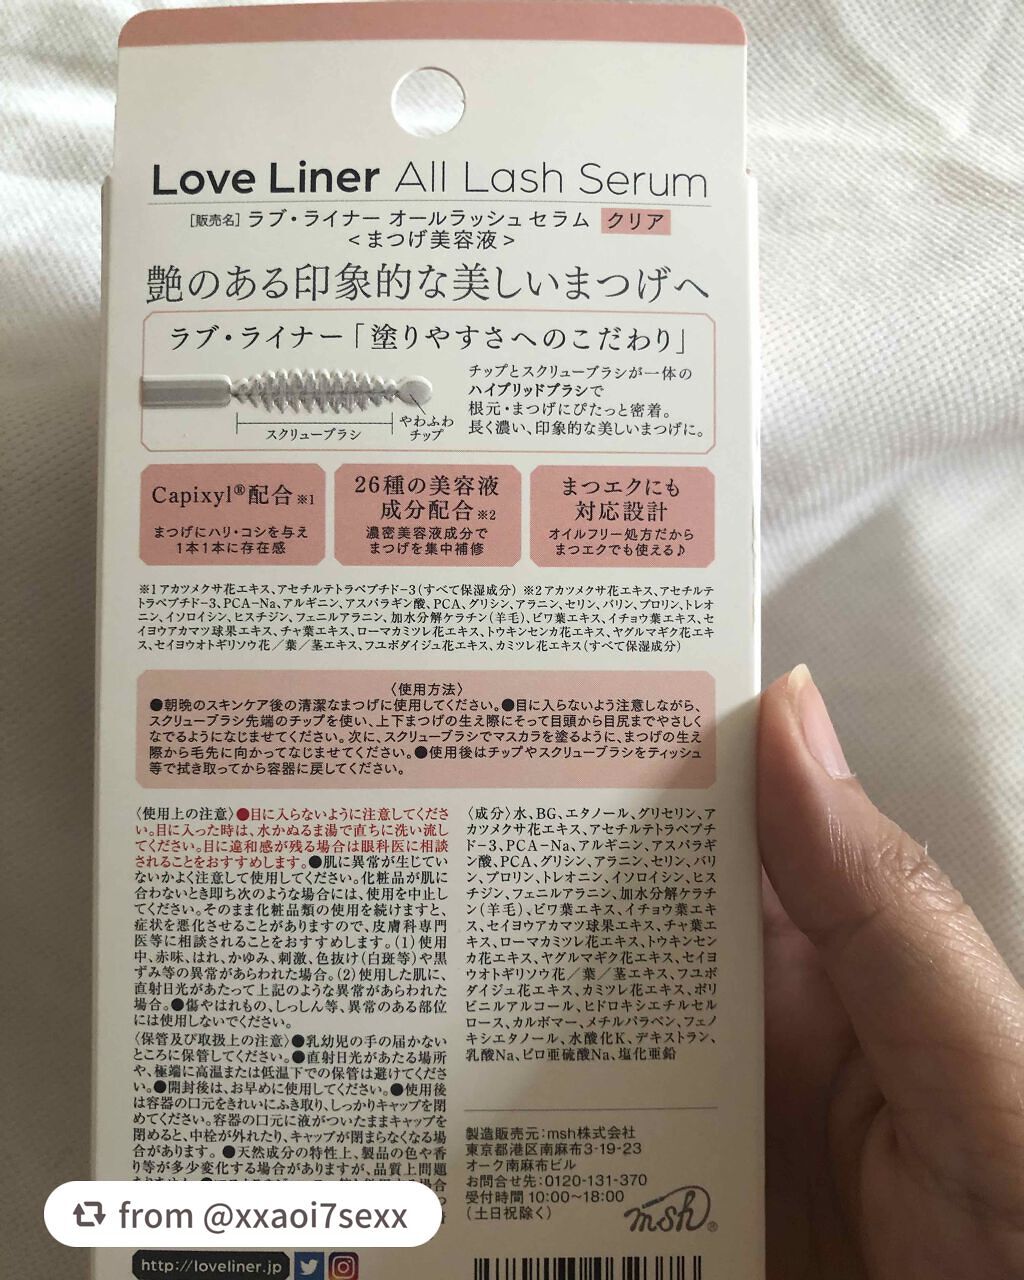 Love Liner All Lash Serum
[販売名] ラブ・ライナー オールラッシュ セラム クリア
<まつげ美容液>
艶のある印象的な美しいまつげへ
ラブ・ライナー「塗りやすさへのこだわり」
スクリューブラシ
やわふわ
チップ
チップとスクリューブラシが一体の
ハイブリッドブラシで
根元・まつげにぴたっと密着。
長く濃い、印象的な美しいまつげに。
Capixyl®配合※1
まつげにハリ・コシを与え
1本1本に存在感
26種の美容液
成分配合※2
濃密美容液成分で
まつげを集中補修
まつエクにも
対応設計
オイルフリー処方だから
まつエクでも使える♪
※1 アカツメクサ花エキス、アセチルテトラペプチド-3(すべて保湿成分) ※2 アカツメクサ花エキス、アセチルテ
トラペプチド-3、PCA-Na、アルギニン、アスパラギン酸、PCA、グリシン、アラニン、セリン、バリン、プロリン、トレオ
ニン、イソロイシン、ヒスチジン、フェニルアラニン、加水分解ケラチン(羊毛)、ビワ葉エキス、イチョウ葉エキス、セ
イヨウアカマツ球果エキス、チャ葉エキス、ローマカミツレ花エキス、トウキンセンカ花エキス、ヤグルマギク花エキ
ス、セイヨウオトギリソウ花/葉/茎エキス、フユボダイジュ花エキス、カミツレ花エキス(すべて保湿成分)
〈使用方法〉
●朝晩のスキンケア後の清潔なまつげに使用してください。●目に入らないよう注意しながら、
スクリューブラシ先端のチップを使い、上下まつげの生え際にそって目頭から目尻までやさしく
なでるようになじませてください。次に、スクリューブラシでマスカラを塗るように、まつげの生え
際から毛先に向かってなじませてください。●使用後はチップやスクリューブラシをティッシュ
等で拭き取ってから容器に戻してください。
〈使用上の注意〉●目に入らないように注意してくださ
い。目に入った時は、水かぬるま湯で直ちに洗い流し
てください。目に違和感が残る場合は眼科医に相談
されることをおすすめします。●肌に異常が生じてい
ないかよく注意して使用してください。化粧品が肌に
合わないとき即ち次のような場合には、使用を中止し
てください。そのまま化粧品類の使用を続けますと、
症状を悪化させることがありますので、皮膚科専門
医等に相談されることをおすすめします。(1)使用
中、赤味、はれ、かゆみ、刺激、色抜け(白斑等)や黒
ずみ等の異常があらわれた場合。(2)使用した肌に、
直射日光があたって上記のような異常があらわれた
場合。●傷やはれもの、しっしん等、異常のある部位
には使用しないでください。
〈保管及び取扱上の注意〉●乳幼児の手の届かない
ところに保管してください。●直射日光があたる場所
や、極端に高温または低温下での保管は避けてくださ
い。●開封後は、お早めに使用してください。●使用後
は容器の口元をきれいにふき取り、しっかりキャップを閉
めてください。容器の口元に液がついたままキャップを
閉めると、中栓が外れたり、キャップが閉まらなくなる場
合があります。●天然成分の特性上、製品の色や香
り等が多少変化する場合がありますが、品質上問題
〈成分〉水、BG、エタノール、グリセリン、ア
カツメクサ花エキス、アセチルテトラペプチ
ド-3、PCA-Na、アルギニン、アスパラギ
ン酸、PCA、グリシン、アラニン、セリン、バリ
ン、プロリン、トレオニン、イソロイシン、ヒス
チジン、フェニルアラニン、加水分解ケラチ
ン(羊毛)、ビワ葉エキス、イチョウ葉エキ
ス、セイヨウアカマツ球果エキス、チャ葉エ
キス、ローマカミツレ花エキス、トウキンセン
カ花エキス、ヤグルマギク花エキス、セイヨ
ウオトギリソウ花/葉/茎エキス、フユボ
ダイジュ花エキス、カミツレ花エキス、ポリ
ビニルアルコール、ヒドロキシエチルセル
ロース、カルボマー、メチルパラベン、フェノ
キシエタノール、水酸化K、デキストラン、
乳酸Na、ピロ亜硫酸Na、塩化亜鉛
製造販売元:msh株式会社
東京都港区南麻布3-19-23
オーク南麻布ビル
お問合せ先:0120-131-370
受付時間 10:00~18:00
(土日祝除く)
msh®
from @xxaoi7sexx
http://loveliner.jp